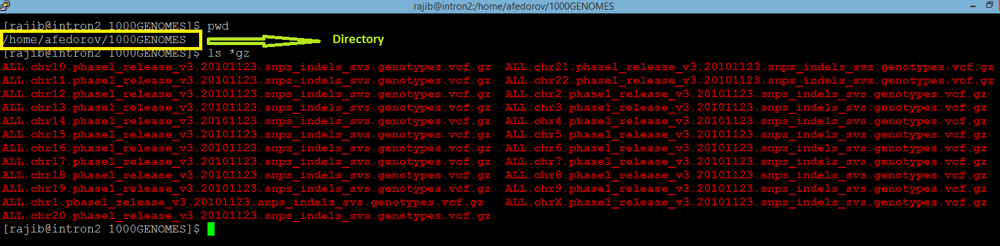 rajib@intron2:/home/afedorov/1000GENOMES
[rajib@intron2 1000GENOMES]$ pwd
/home/afedorov/1000GENOMES Directory
[rajib@intron2 1000GENOMES]$ ls *gz
ALL.chr10.phase1_release_v3.20101123.snps_indels_svs.genotypes.vcf.gz ALL.chr21.phase1_release_v3.20101123.snps_indels_svs.genotypes.vcf.gz
ALL.chr11.phase1_release_v3.20101123.snps_indels_svs.genotypes.vcf.gz ALL.chr22.phase1_release_v3.20101123.snps_indels_svs.genotypes.vcf.gz
ALL.chr12.phase1_release_v3.20101123.snps_indels_svs.genotypes.vcf.gz ALL.chr2.phase1_release_v3.20101123.snps_indels_svs.genotypes.vcf.gz
ALL.chr13.phase1_release_v3.20101123.snps_indels_svs.genotypes.vcf.gz ALL.chr3.phase1_release_v3.20101123.snps_indels_svs.genotypes.vcf.gz
ALL.chr14.phase1_release_v3.20101123.snps_indels_svs.genotypes.vcf.gz ALL.chr4.phase1_release_v3.20101123.snps_indels_svs.genotypes.vcf.gz
ALL.chr15.phase1_release_v3.20101123.snps_indels_svs.genotypes.vcf.gz ALL.chr5.phase1_release_v3.20101123.snps_indels_svs.genotypes.vcf.gz
ALL.chr16.phase1_release_v3.20101123.snps_indels_svs.genotypes.vcf.gz ALL.chr6.phase1_release_v3.20101123.snps_indels_svs.genotypes.vcf.gz
ALL.chr17.phase1_release_v3.20101123.snps_indels_svs.genotypes.vcf.gz ALL.chr7.phase1_release_v3.20101123.snps_indels_svs.genotypes.vcf.gz
ALL.chr18.phase1_release_v3.20101123.snps_indels_svs.genotypes.vcf.gz ALL.chr8.phase1_release_v3.20101123.snps_indels_svs.genotypes.vcf.gz
ALL.chr19.phase1_release_v3.20101123.snps_indels_svs.genotypes.vcf.gz ALL.chr9.phase1_release_v3.20101123.snps_indels_svs.genotypes.vcf.gz
ALL.chr1.phase1_release_v3.20101123.snps_indels_svs.genotypes.vcf.gz ALL.chrX.phase1_release_v3.20101123.snps_indels_svs.genotypes.vcf.gz
ALL.chr20.phase1_release_v3.20101123.snps_indels_svs.genotypes.vcf.gz
[rajib@intron2 1000GENOMES]$